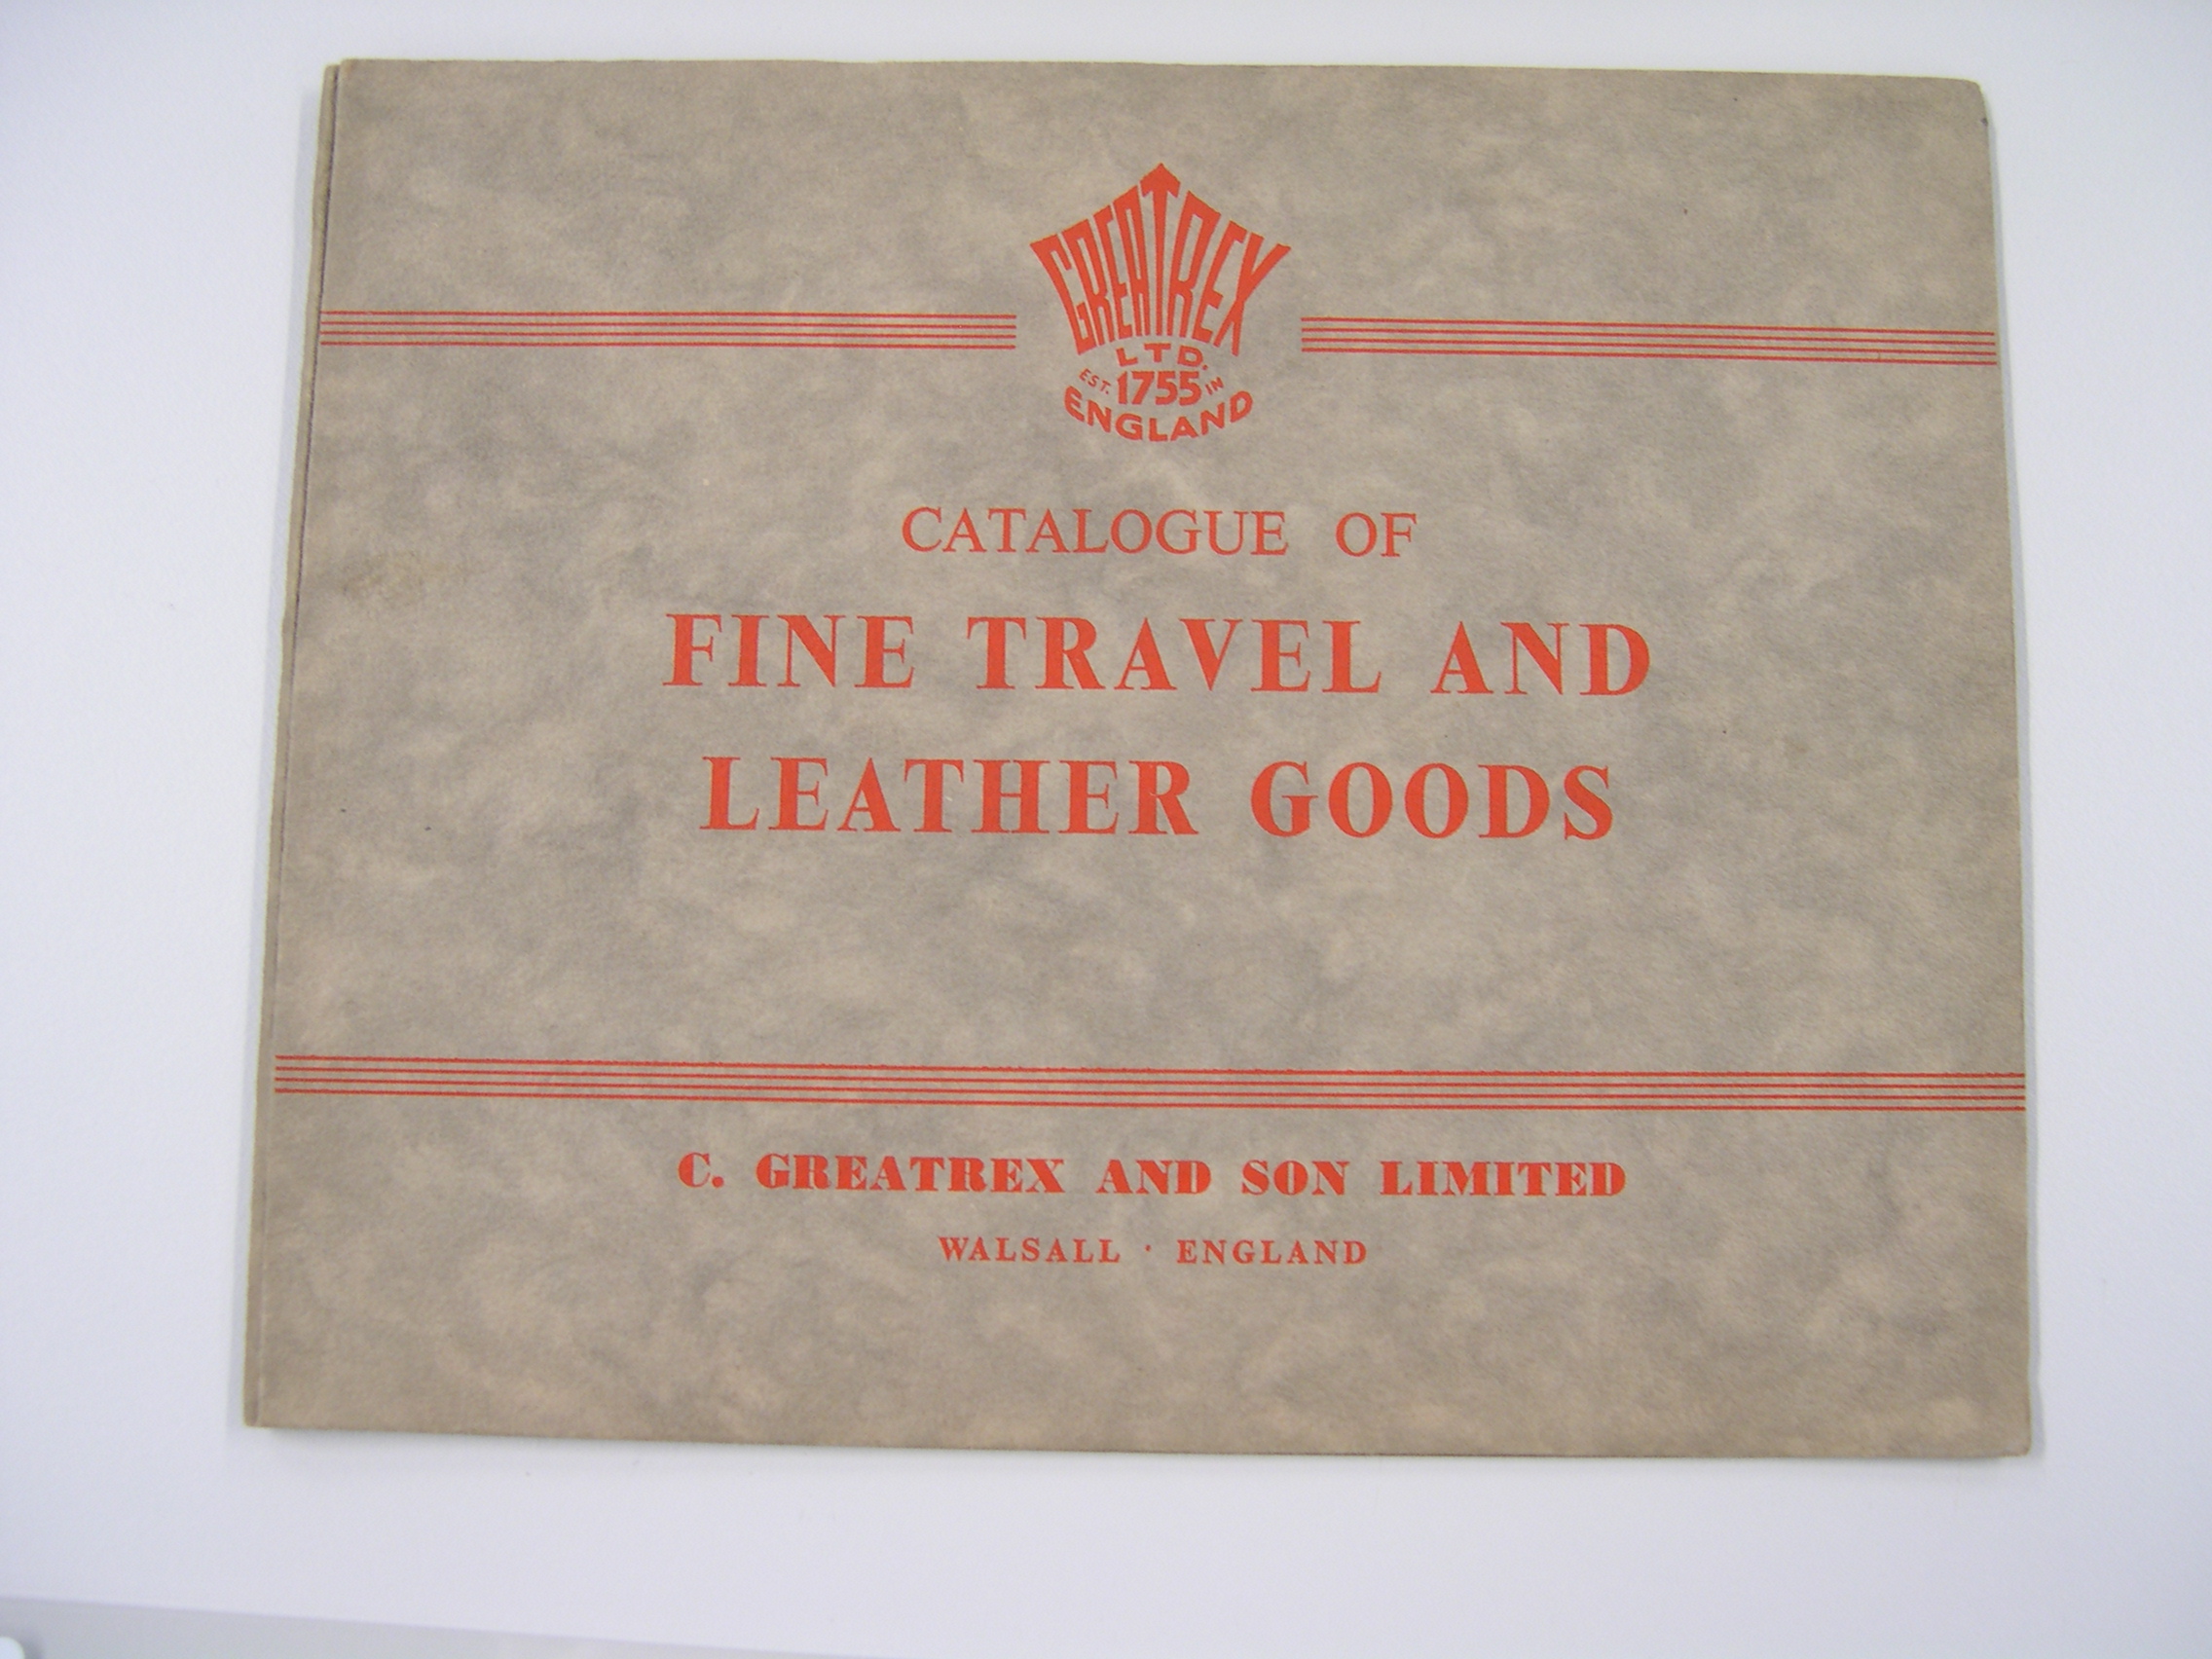 GREATREX
LTD.
EST. 1755 IN
ENGLAND
CATALOGUE OF
FINE TRAVEL AND
LEATHER GOODS
C. GREATREX AND SON LIMITED
WALSALL · ENGLAND